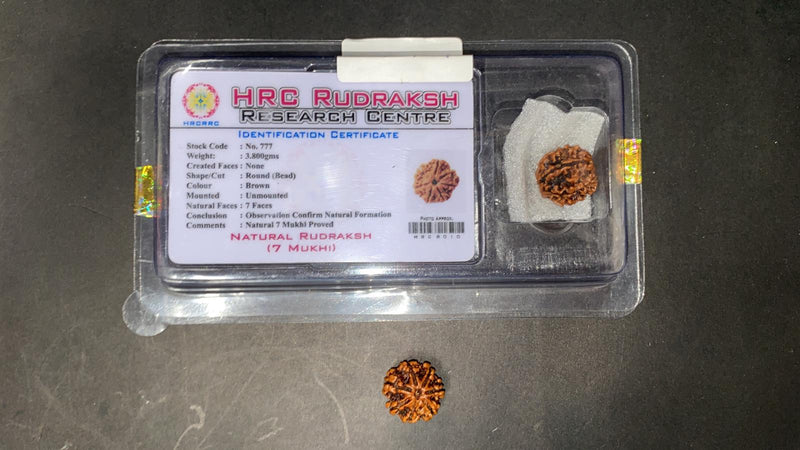 HRC RUDRAKSH
RESEARCH CENTRE
HRCRRC
IDENTIFICATION CERTIFICATE
Stock Code : No. 777
Weight: : 3.800gms
Created Faces : None
Shape/Cut : Round (Bead)
Colour : Brown
Mounted : Unmounted
Natural Faces : 7 Faces
Conclusion : Observation Confirm Natural Formation
Comments : Natural 7 Mukhi Proved
PHOTO APPROX.
NATURAL RUDRAKSH
(7 MUKHI)